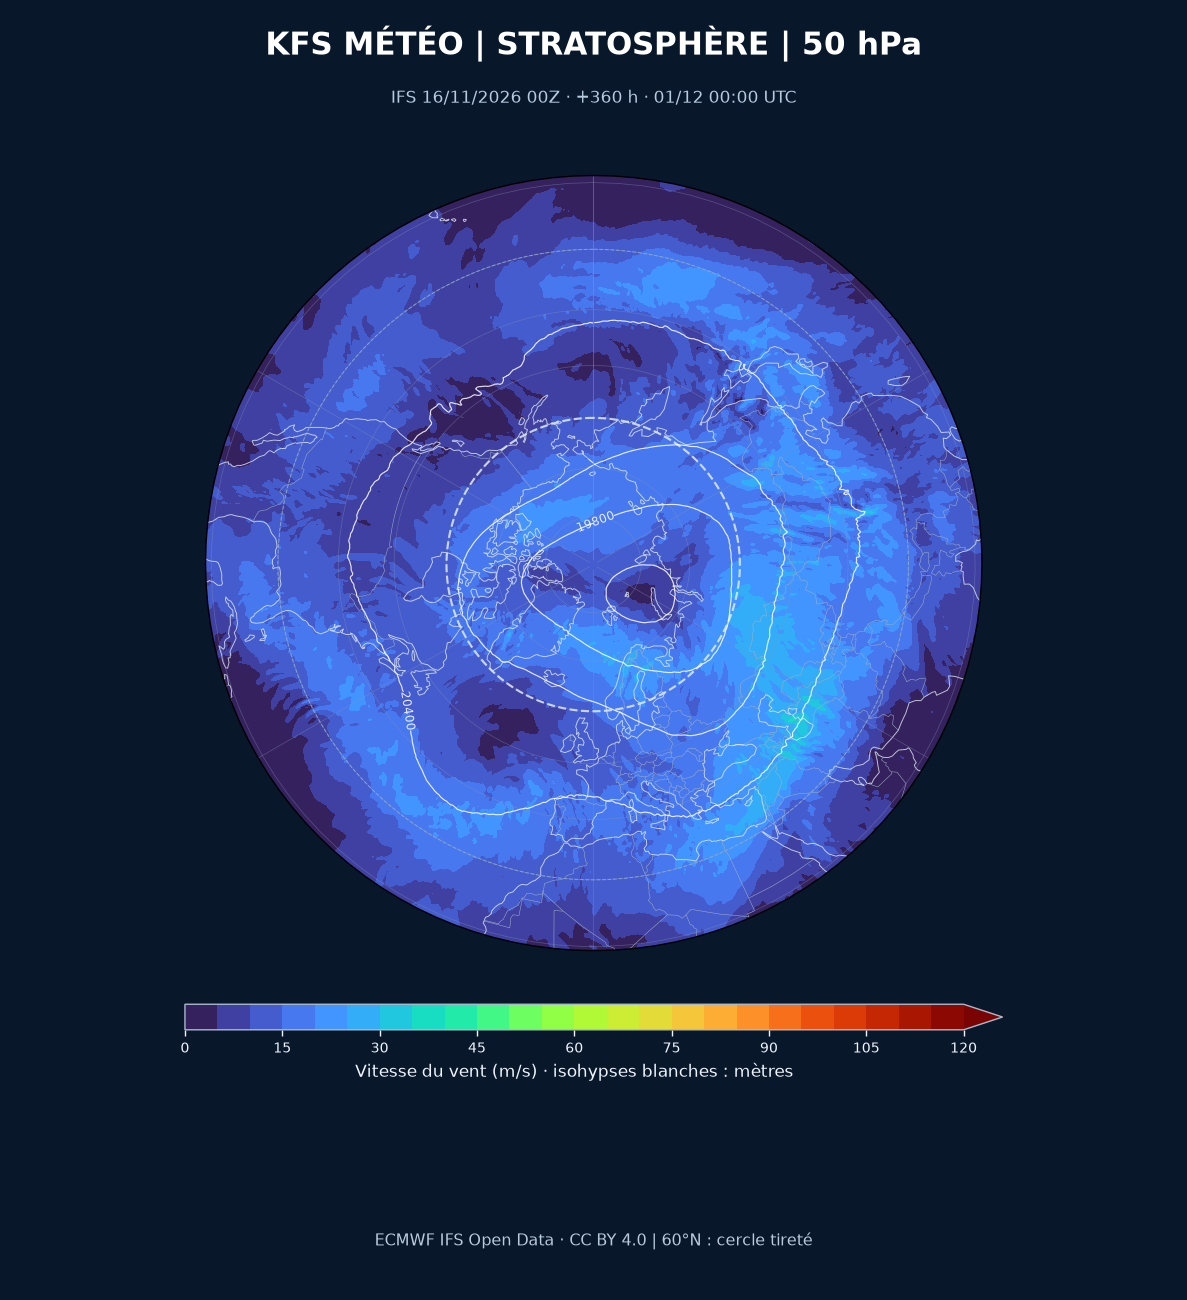 KFS MÉTÉO | STRATOSPHÈRE | 50 hPa
IFS 16/11/2026 00Z · +360 h · 01/12 00:00 UTC
19800
20400
0 15 30 45 60 75 90 105 120
Vitesse du vent (m/s) · isohypses blanches : mètres
ECMWF IFS Open Data · CC BY 4.0 | 60°N : cercle tireté